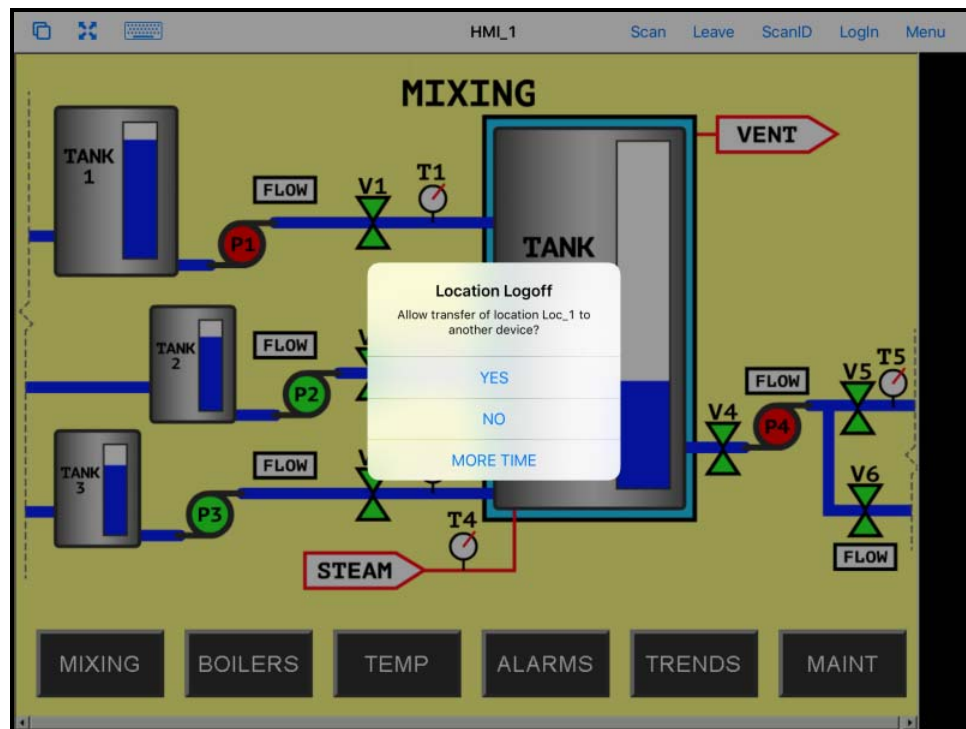 HMI_1
Scan Leave ScanID LogIn Menu
MIXING
TANK
1
FLOW
V1
T1
VENT
P1
TANK
Location Logoff
Allow transfer of location Loc_1 to
another device?
YES
NO
MORE TIME
TANK
2
FLOW
P2
FLOW
V4
P4
V5
T5
TANK
3
FLOW
P3
V6
T4
STEAM
FLOW
MIXING BOILERS TEMP ALARMS TRENDS MAINT